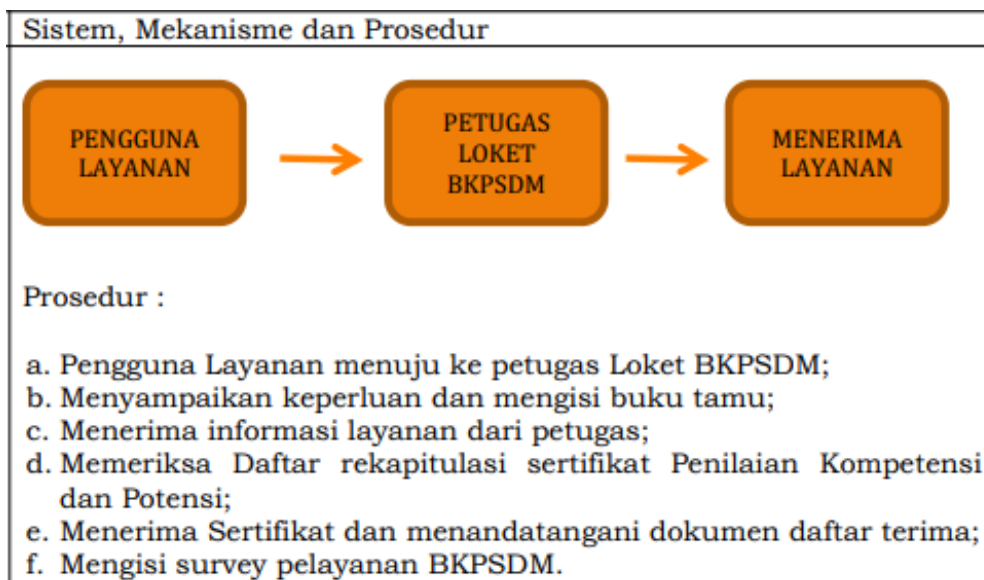 Sistem, Mekanisme dan Prosedur
PENGGUNA
LAYANAN
PETUGAS
LOKET
BKPSDM
MENERIMA
LAYANAN
Prosedur :
a. Pengguna Layanan menuju ke petugas Loket BKPSDM;
b. Menyampaikan keperluan dan mengisi buku tamu;
c. Menerima informasi layanan dari petugas;
d. Memeriksa Daftar rekapitulasi sertifikat Penilaian Kompetensi
dan Potensi;
e. Menerima Sertifikat dan menandatangani dokumen daftar terima;
f. Mengisi survey pelayanan BKPSDM.